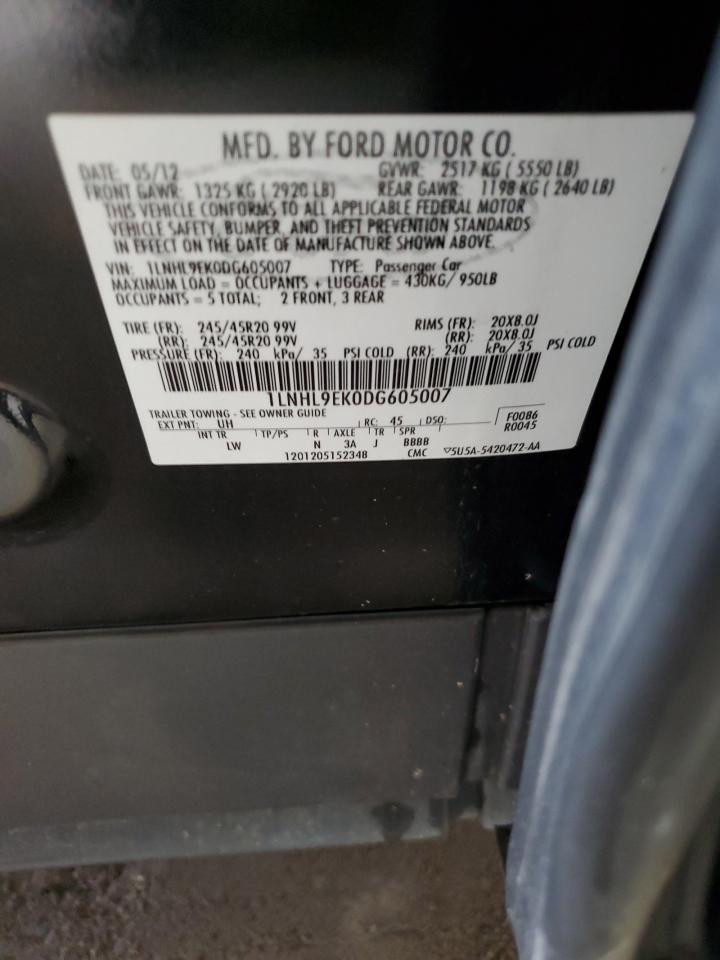 MFD. BY FORD MOTOR CO.
DATE: 05/12 GVWR: 2517 KG ( 5550 LB)
FRONT GAWR: 1325 KG ( 2920 LB) REAR GAWR: 1198 KG ( 2640 LB)
THIS VEHICLE CONFORMS TO ALL APPLICABLE FEDERAL MOTOR
VEHICLE SAFETY, BUMPER, AND THEFT PREVENTION STANDARDS
IN EFFECT ON THE DATE OF MANUFACTURE SHOWN ABOVE.
VIN: 1LNHL9EK0DG605007 TYPE: Passenger Car
MAXIMUM LOAD = OCCUPANTS + LUGGAGE = 430KG/ 950LB
OCCUPANTS = 5 TOTAL; 2 FRONT, 3 REAR
TIRE (FR): 245/45R20 99V RIMS (FR): 20X8.0J
(RR): 245/45R20 99V (RR): 20X8.0J
PRESSURE (FR): 240 kPa/ 35 PSI COLD (RR): 240 kPa/ 35 PSI COLD
1LNHL9EK0DG605007
TRAILER TOWING - SEE OWNER GUIDE
EXT PNT: UH RC: 45 DSO: F0086
R0045
INT TR TP/PS R AXLE TR SPR
LW N 3A J BBBB
1201205152348 CMC ▽5U5A-5420472-AA